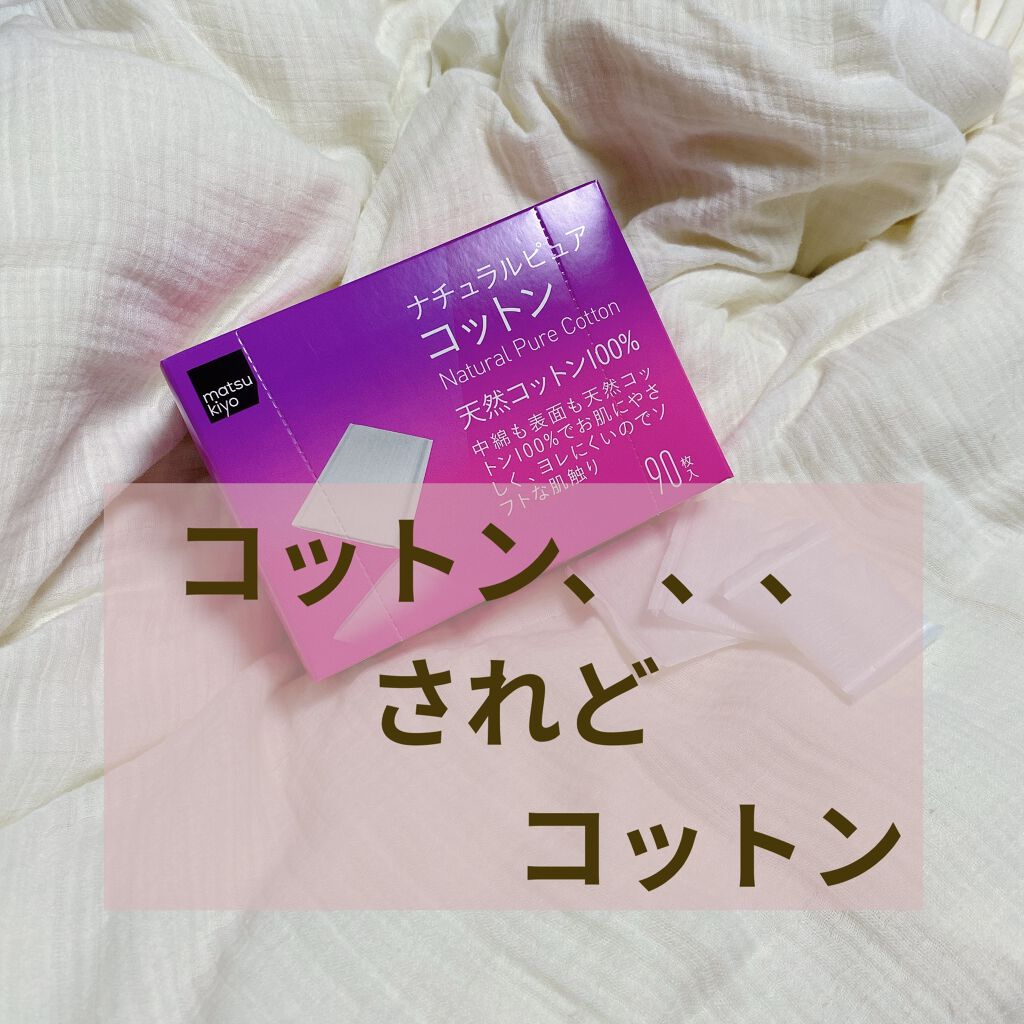 ナチュラルピュア
コットン
Natural Pure Cotton
天然コットン100%
中綿も表面も天然コッ
トン100%でお肌にやさ
しく、ヨレにくいのでソ
フトな肌触り
90枚入
matsu
kiyo
コットン、、、
されど
コットン